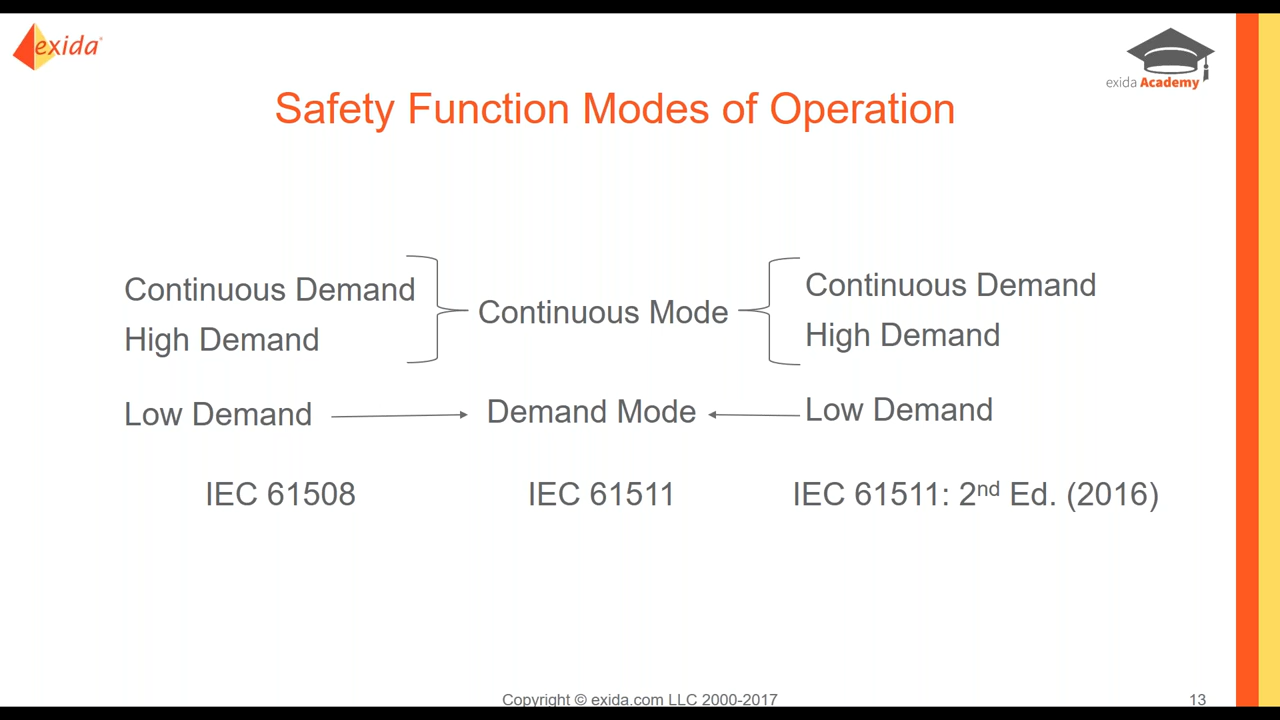 exida
exida Academy
Safety Function Modes of Operation
Continuous Demand
High Demand
Continuous Mode
Continuous Demand
High Demand
Low Demand
Demand Mode
Low Demand
IEC 61508
IEC 61511
IEC 61511: 2nd Ed. (2016)
Copyright © exida.com LLC 2000-2017
13